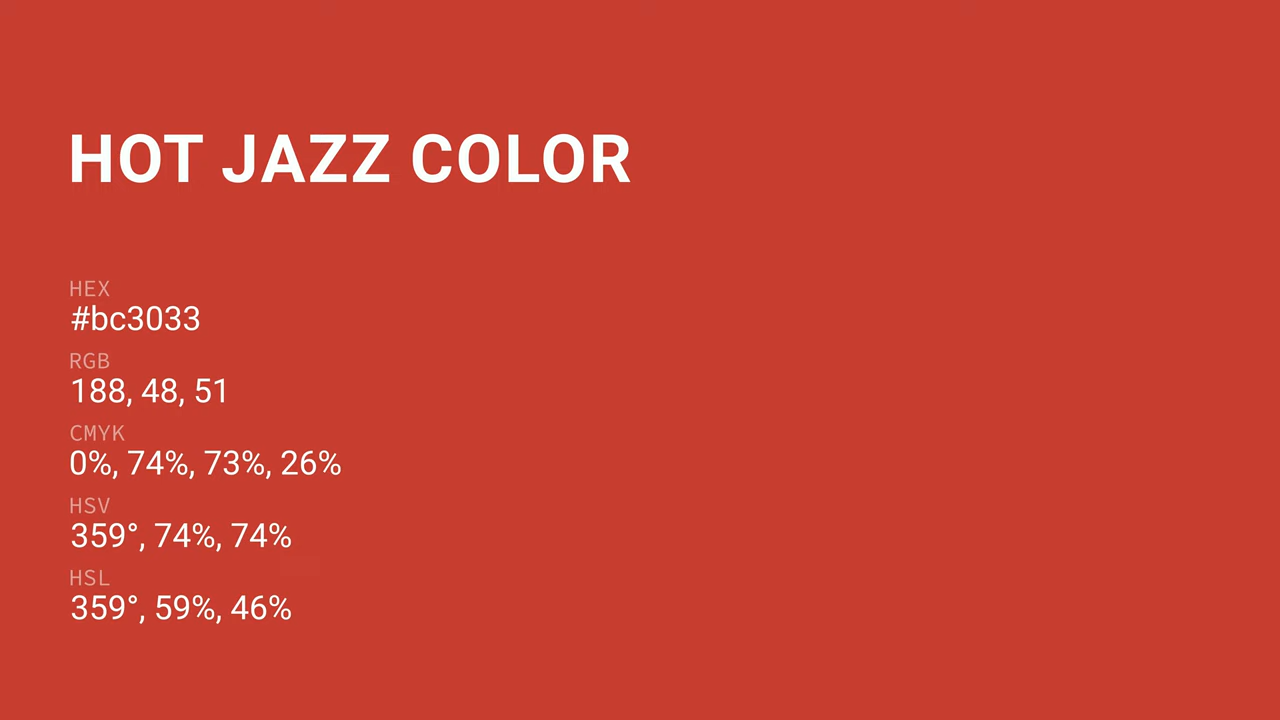 HOT JAZZ COLOR
HEX
#bc3033
RGB
188, 48, 51
CMYK
0%, 74%, 73%, 26%
HSV
359°, 74%, 74%
HSL
359°, 59%, 46%